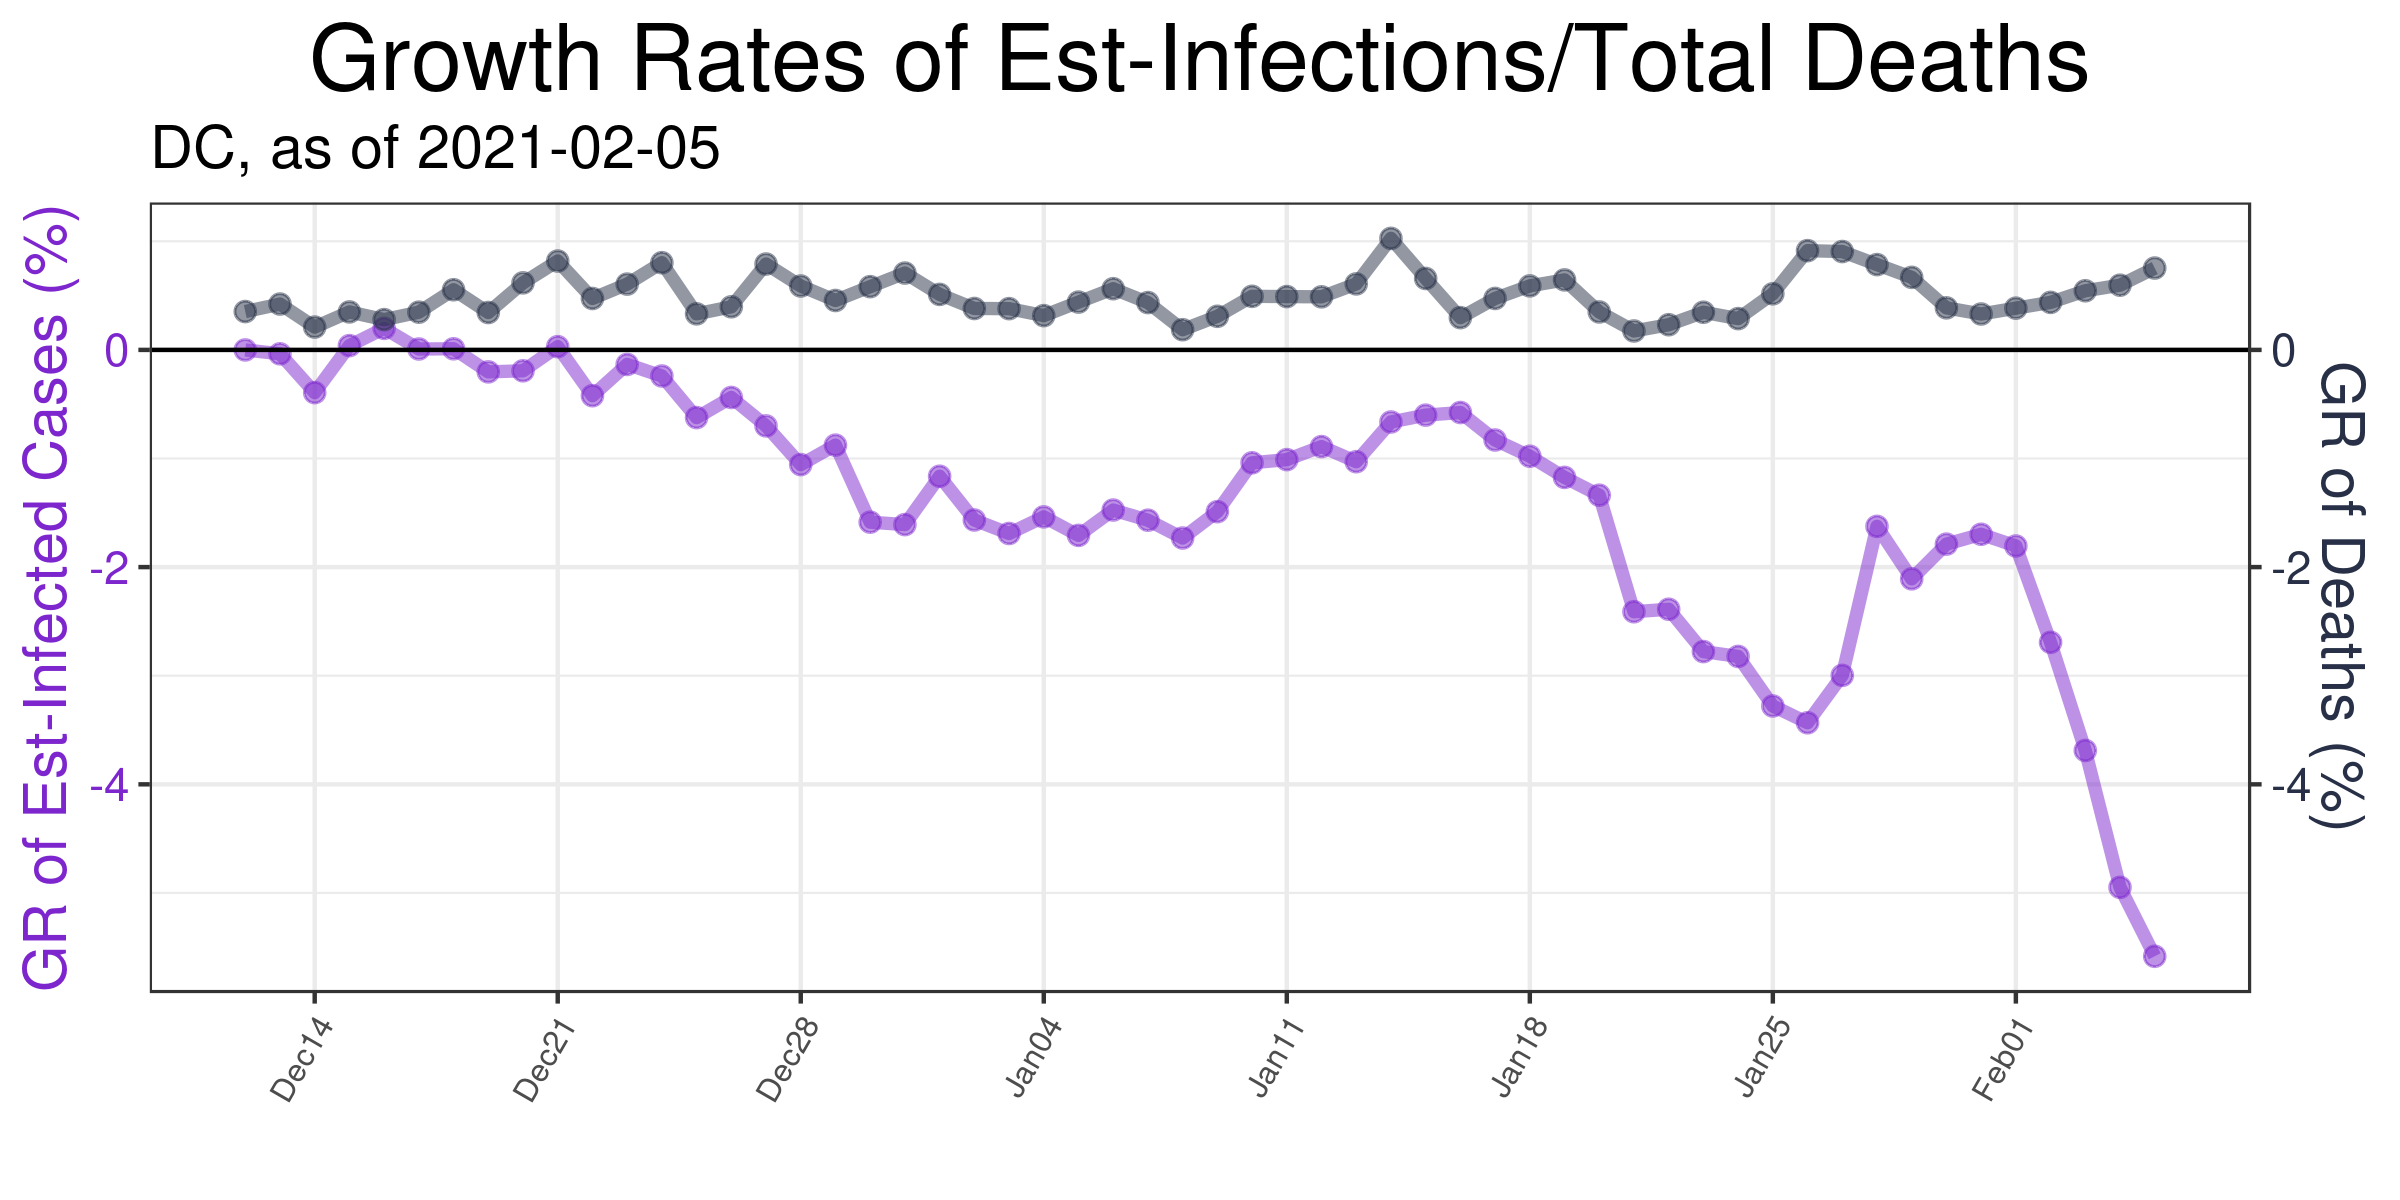 Growth Rates of Est-Infections/Total Deaths
DC, as of 2021-02-05
GR of Est-Infected Cases (%)
0
-2
-4
0
-2
-4
GR of Deaths (%)
Dec14
Dec21
Dec28
Jan04
Jan11
Jan18
Jan25
Feb01